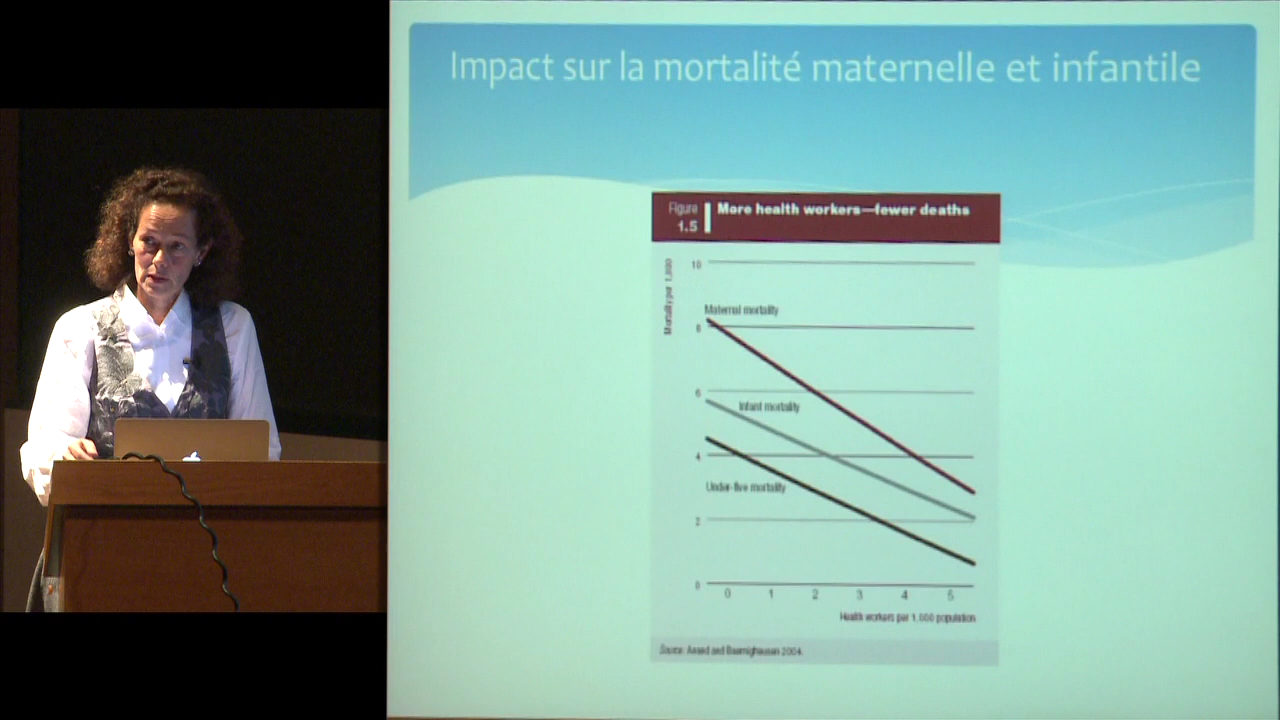 Impact sur la mortalité maternelle et infantile
Figure 1.5
More health workers—fewer deaths
Mortality per 1,000
10
Maternal mortality
8
6
Infant mortality
4
Under-five mortality
2
0
0 1 2 3 4 5
Health workers per 1,000 population
Source: Anand and Baernighausen 2004.